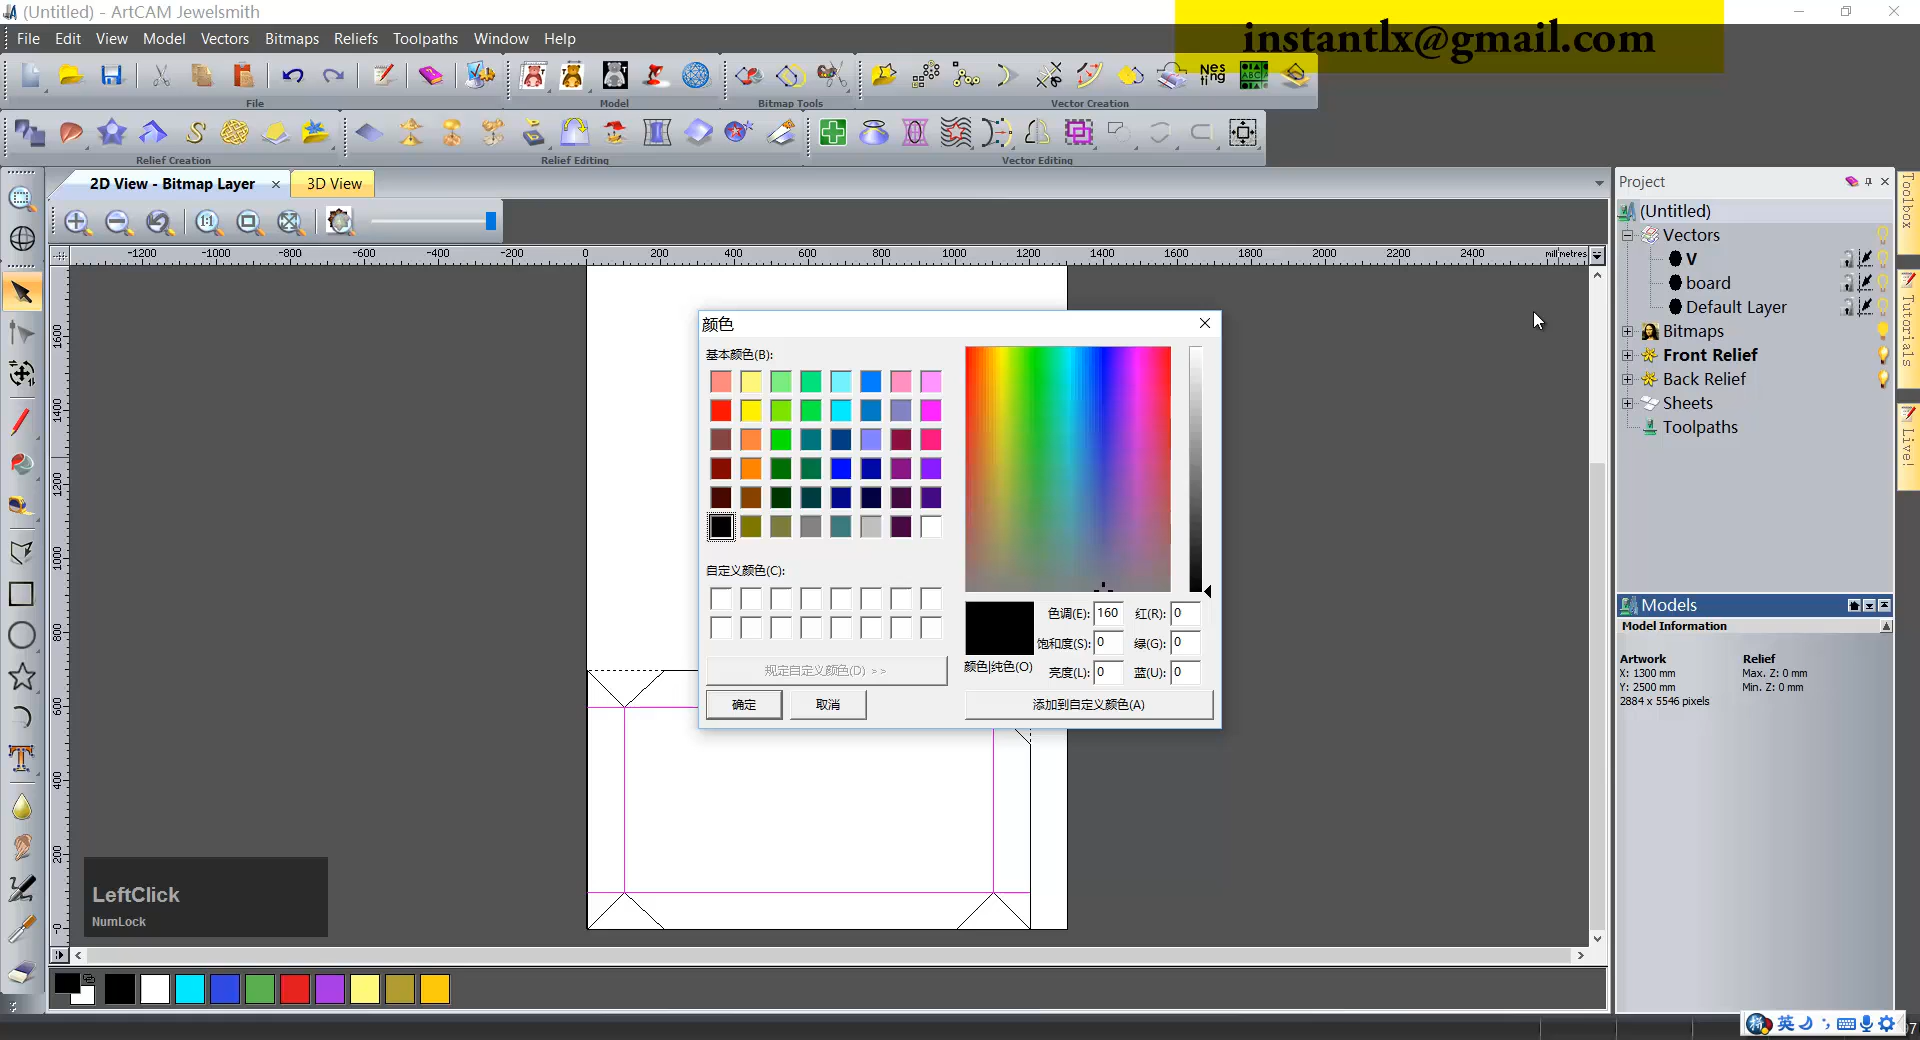 (Untitled) - ArtCAM Jewelsmith
instantlx@gmail.com
File Edit View Model Vectors Bitmaps Reliefs Toolpaths Window Help
Nes
ting
ABC
File
Model
Bitmap Tools
Vector Creation
Relief Creation
Relief Editing
Vector Editing
2D View - Bitmap Layer
3D View
1:1
-1200 -1000 -800 -600 -400 -200 0 200 400 600 800 1000 1200 1400 1600 1800 2000 2200 2400 millimetres
1600
1400
1200
1000
800
600
400
200
0
颜色
基本颜色(B):
自定义颜色(C):
规定自定义颜色(D) >>
确定
取消
颜色|纯色(O)
色调(E): 160
红(R): 0
饱和度(S): 0
绿(G): 0
亮度(L): 0
蓝(U): 0
添加到自定义颜色(A)
Project
(Untitled)
Vectors
V
board
Default Layer
Bitmaps
Front Relief
Back Relief
Sheets
Toolpaths
Toolbox
Tutorials
Live!
Models
Model Information
Artwork
X: 1300 mm
Y: 2500 mm
2884 x 5546 pixels
Relief
Max. Z: 0 mm
Min. Z: 0 mm
LeftClick
NumLock
拼
英